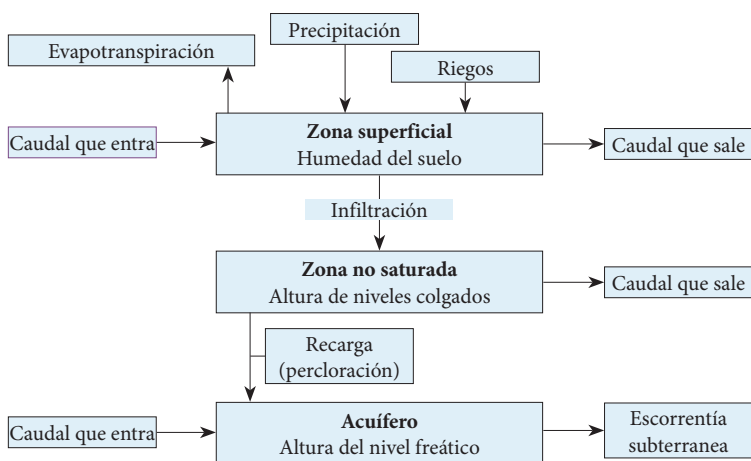 Precipitación
Evapotranspiración
Riegos
Caudal que entra
Zona superficial
Humedad del suelo
Caudal que sale
Infiltración
Zona no saturada
Altura de niveles colgados
Caudal que sale
Recarga
(percloración)
Caudal que entra
Acuífero
Altura del nivel freático
Escorrentía
subterranea